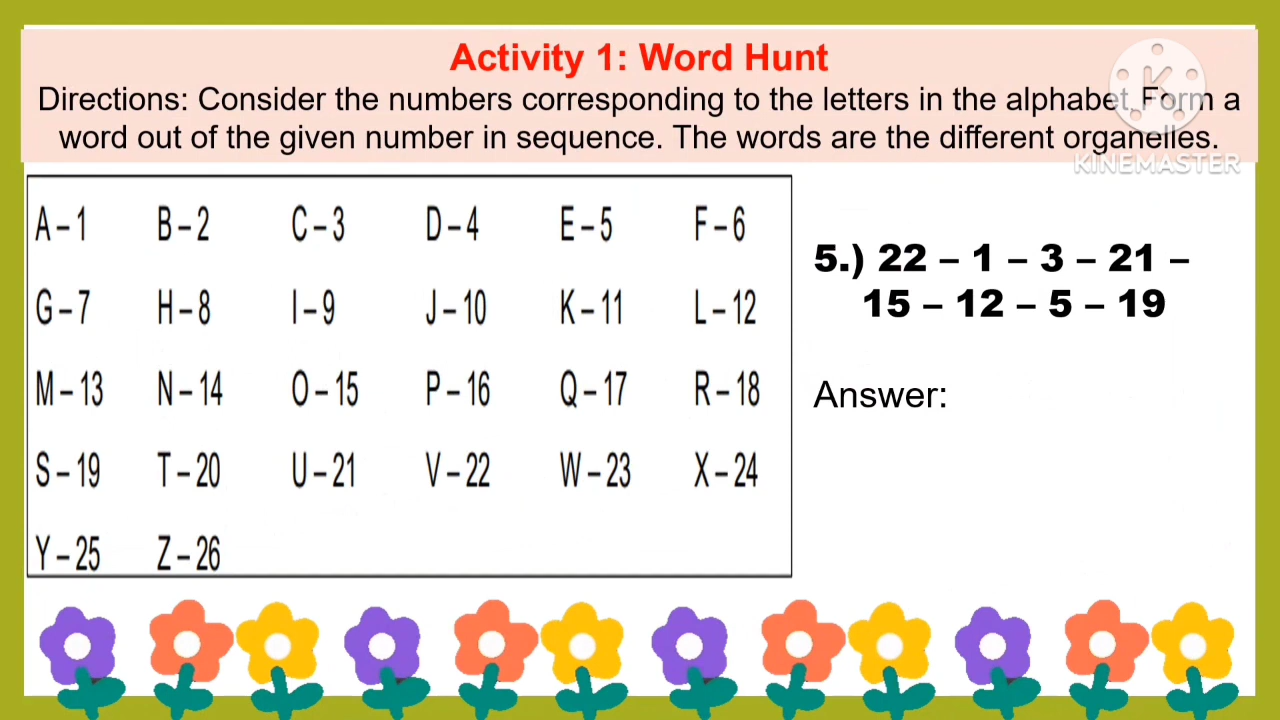 Activity 1: Word Hunt
Directions: Consider the numbers corresponding to the letters in the alphabet. Form a
word out of the given number in sequence. The words are the different organelles.
K
KINEMASTER
A – 1 B – 2 C – 3 D – 4 E – 5 F – 6
G – 7 H – 8 I – 9 J – 10 K – 11 L – 12
M – 13 N – 14 O – 15 P – 16 Q – 17 R – 18
S – 19 T – 20 U – 21 V – 22 W – 23 X – 24
Y – 25 Z – 26
5.) 22 – 1 – 3 – 21 –
15 – 12 – 5 – 19
Answer: